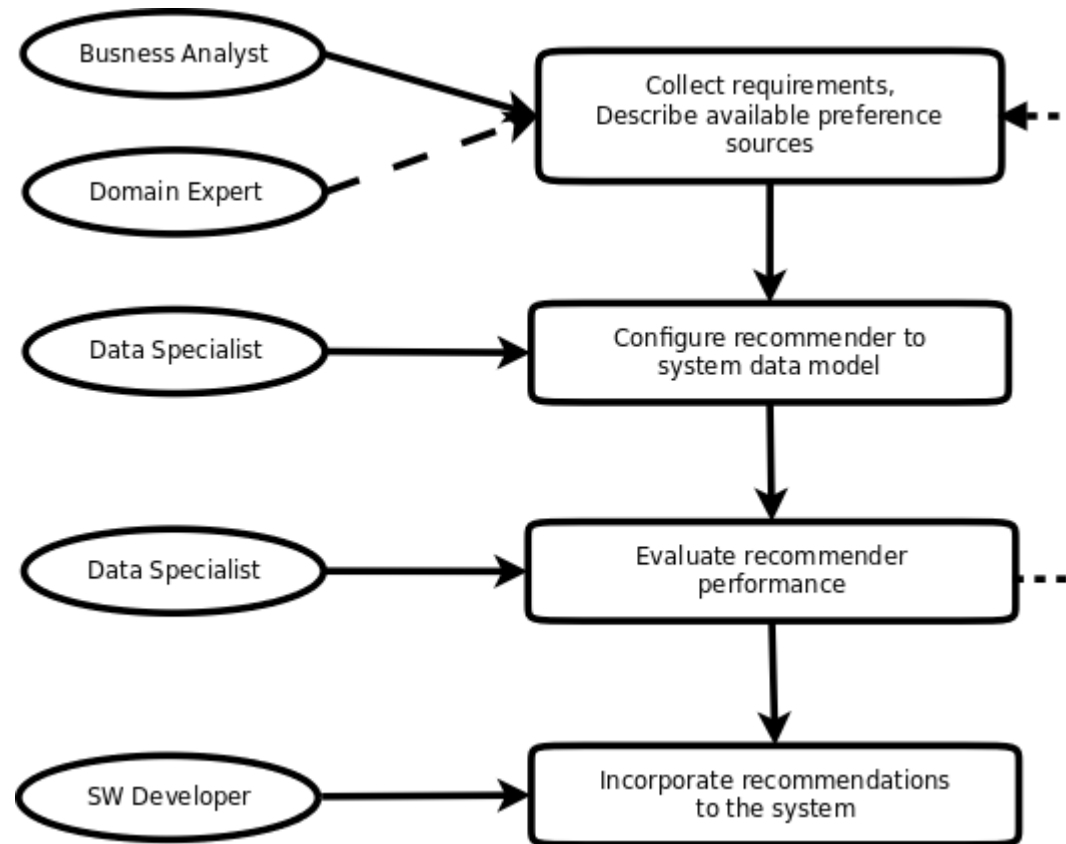 Busness Analyst
Collect requirements,
Describe available preference
sources
Domain Expert
Data Specialist
Configure recommender to
system data model
Data Specialist
Evaluate recommender
performance
SW Developer
Incorporate recommendations
to the system